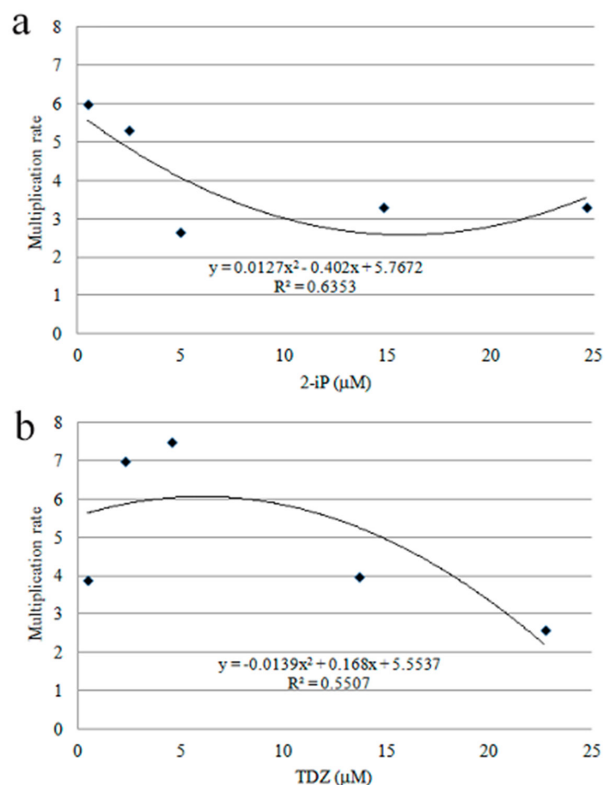 a
8
7
6
5
4
3
2
1
0
Multiplication rate
y = 0.0127x² - 0.402x + 5.7672
R² = 0.6353
0 5 10 15 20 25
2-iP (µM)
b
8
7
6
5
4
3
2
1
0
Multiplication rate
y = -0.0139x² + 0.168x + 5.5537
R² = 0.5507
0 5 10 15 20 25
TDZ (µM)